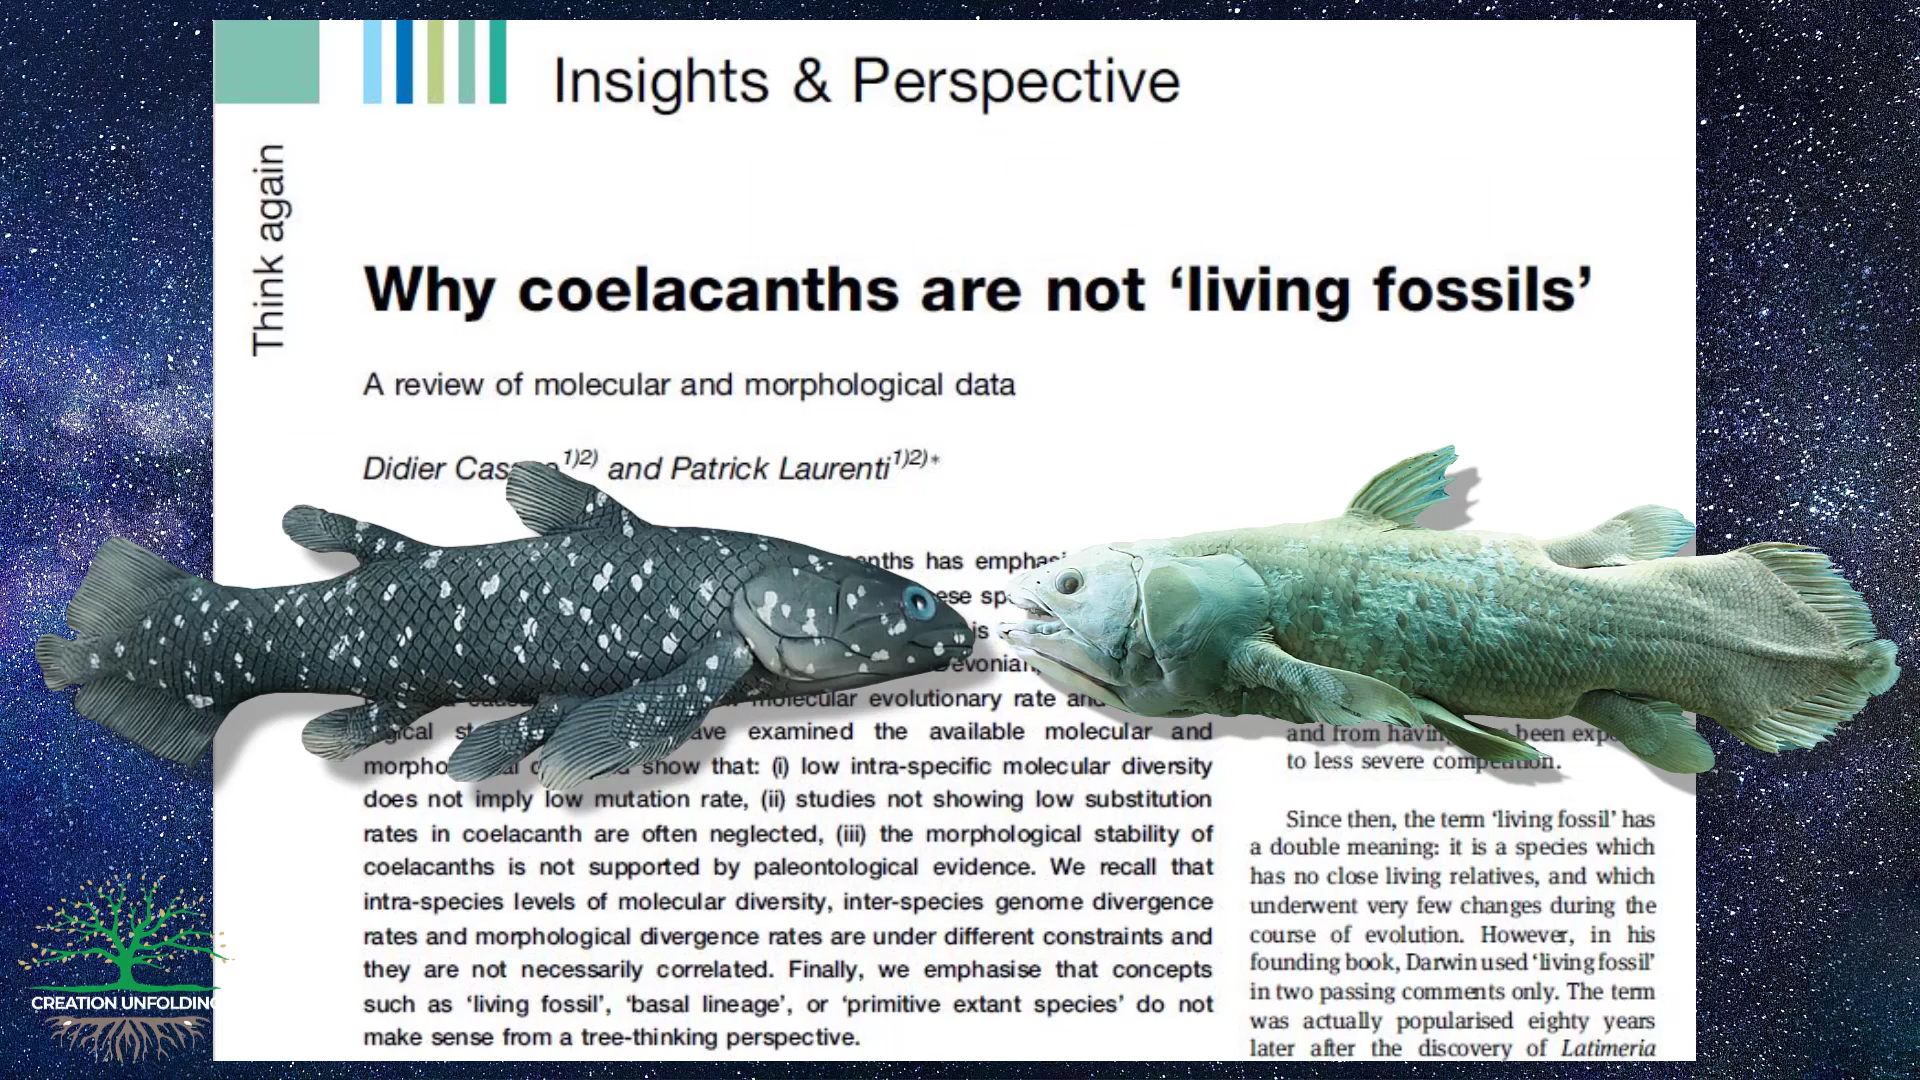 Insights & Perspective
Think again
Why coelacanths are not ‘living fossils’
A review of molecular and morphological data
Didier Cas 1)2) and Patrick Laurenti1)2)*
has empha
is
molecular evolutionary rate and
examined the available molecular and
show that: (i) low intra-specific molecular diversity
does not imply low mutation rate, (ii) studies not showing low substitution
rates in coelacanth are often neglected, (iii) the morphological stability of
coelacanths is not supported by paleontological evidence. We recall that
intra-species levels of molecular diversity, inter-species genome divergence
rates and morphological divergence rates are under different constraints and
they are not necessarily correlated. Finally, we emphasise that concepts
such as ‘living fossil’, ‘basal lineage’, or ‘primitive extant species’ do not
make sense from a tree-thinking perspective.
and from having been exp
to less severe competition.
Since then, the term ‘living fossil’ has
a double meaning: it is a species which
has no close living relatives, and which
underwent very few changes during the
course of evolution. However, in his
founding book, Darwin used ‘living fossil’
in two passing comments only. The term
was actually popularised eighty years
later after the discovery of Latimeria
CREATION UNFOLDING